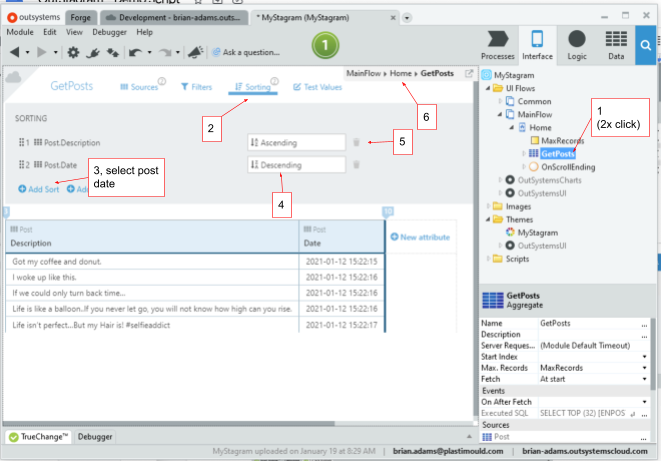 outsystems Forge Development - brian-adams.outs... * MyStagram (MyStagram)
Module Edit View Debugger Help
Ask a question...
1
Processes Interface Logic Data
MainFlow ▸ Home ▸ GetPosts
GetPosts
Sources 1
Filters
Sorting 2
Test Values
2
6
SORTING
1 Post.Description
Ascending
5
2 Post.Date
Descending
4
3, select post
date
Add Sort
1
10
Post
Description
Post
Date
New attribute
Got my coffee and donut. 2021-01-12 15:22:15
I woke up like this. 2021-01-12 15:22:16
If we could only turn back time... 2021-01-12 15:22:16
Life is like a balloon..If you never let go, you will not know how high can you rise. 2021-01-12 15:22:16
Life isn't perfect...But my Hair is! #selfieaddict 2021-01-12 15:22:17
MyStagram
UI Flows
Common
MainFlow
Home
MaxRecords
GetPosts
OnScrollEnding
OutSystemsCharts
OutSystemsUI
Images
Themes
MyStagram
OutSystemsUI
Scripts
1
(2x click)
GetPosts
Aggregate
Name GetPosts
Description ...
Server Reques... (Module Default Timeout)
Start Index
Max. Records MaxRecords
Fetch At start
Events
On After Fetch
Executed SQL SELECT TOP (32) [ENPOS ...
Sources
Post ...
TrueChange™ Debugger
MyStagram uploaded on January 19 at 8:29 AM | brian.adams@plastimould.com | brian-adams.outsystemscloud.com